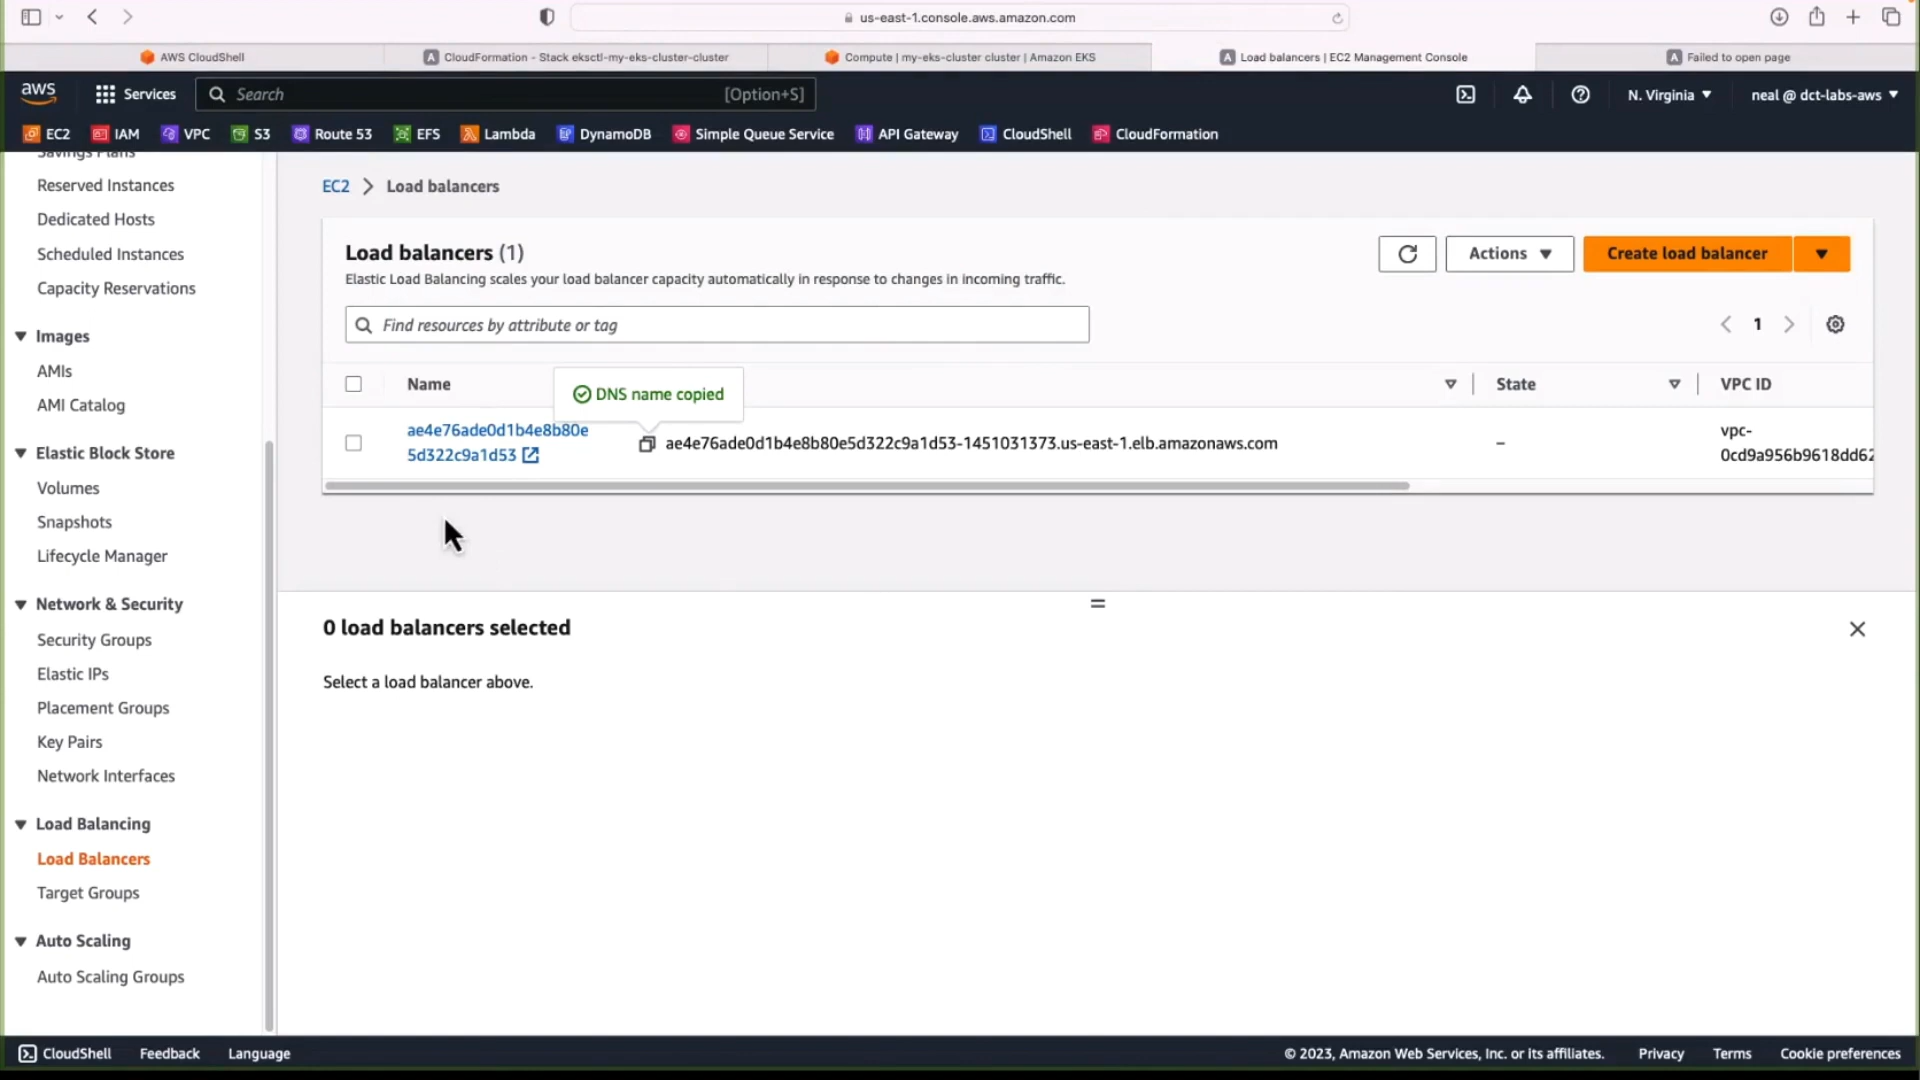 us-east-1.console.aws.amazon.com
AWS CloudShell
CloudFormation - Stack eksctl-my-eks-cluster-cluster
Compute | my-eks-cluster cluster | Amazon EKS
Load balancers | EC2 Management Console
Failed to open page
aws
Services
Search
[Option+S]
N. Virginia
neal @ dct-labs-aws
EC2
IAM
VPC
S3
Route 53
EFS
Lambda
DynamoDB
Simple Queue Service
API Gateway
CloudShell
CloudFormation
Savings Plans
Reserved Instances
Dedicated Hosts
Scheduled Instances
Capacity Reservations
Images
AMIs
AMI Catalog
Elastic Block Store
Volumes
Snapshots
Lifecycle Manager
Network & Security
Security Groups
Elastic IPs
Placement Groups
Key Pairs
Network Interfaces
Load Balancing
Load Balancers
Target Groups
Auto Scaling
Auto Scaling Groups
EC2 > Load balancers
Load balancers (1)
Elastic Load Balancing scales your load balancer capacity automatically in response to changes in incoming traffic.
Actions
Create load balancer
Find resources by attribute or tag
1
Name
DNS name copied
State
VPC ID
ae4e76ade0d1b4e8b80e
5d322c9a1d53
ae4e76ade0d1b4e8b80e5d322c9a1d53-1451031373.us-east-1.elb.amazonaws.com
–
vpc-
0cd9a956b9618dd62
0 load balancers selected
Select a load balancer above.
CloudShell
Feedback
Language
© 2023, Amazon Web Services, Inc. or its affiliates.
Privacy
Terms
Cookie preferences